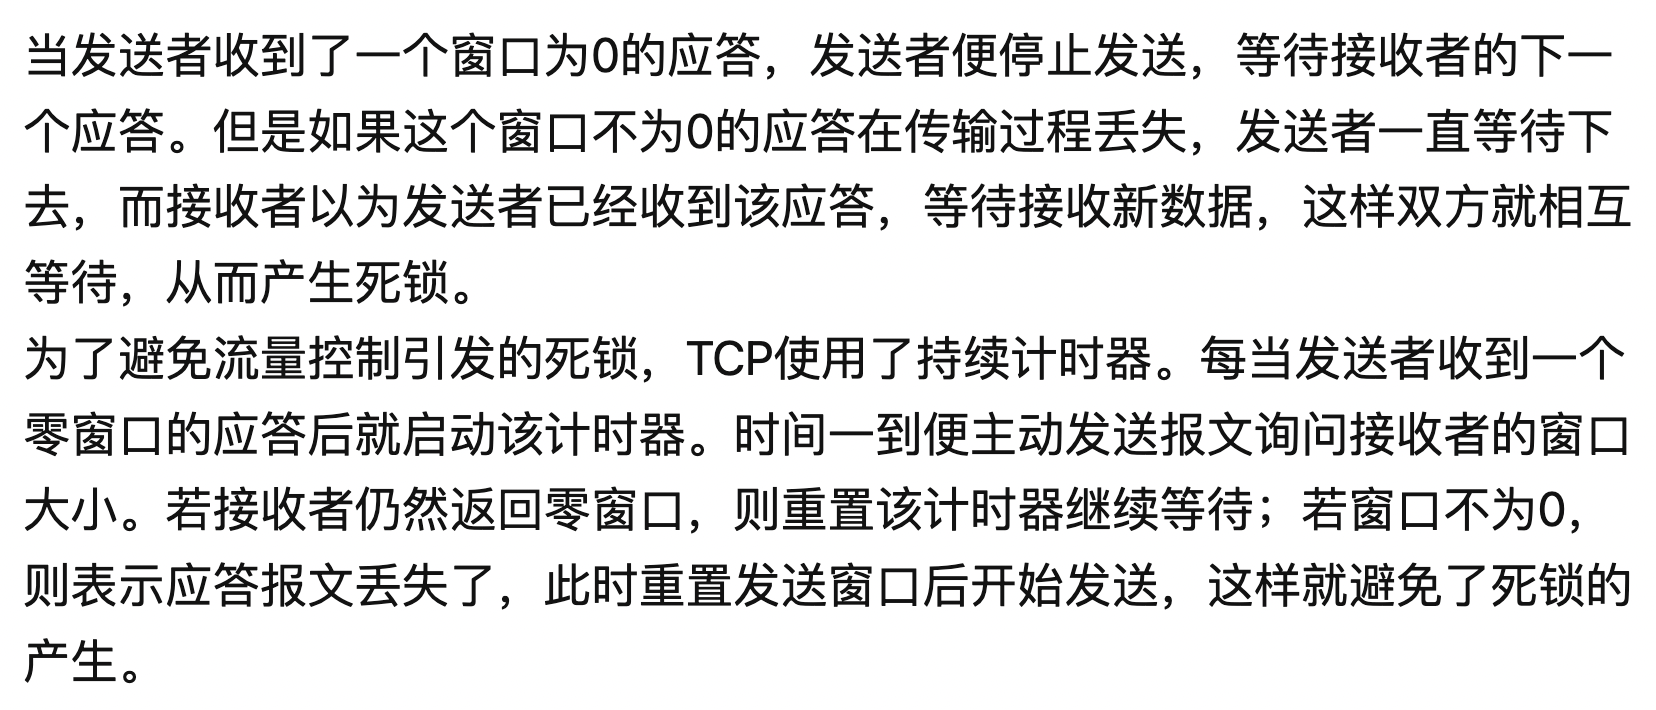 当发送者收到了一个窗口为0的应答，发送者便停止发送，等待接收者的下一
个应答。但是如果这个窗口不为0的应答在传输过程丢失，发送者一直等待下
去，而接收者以为发送者已经收到该应答，等待接收新数据，这样双方就相互
等待，从而产生死锁。
为了避免流量控制引发的死锁，TCP使用了持续计时器。每当发送者收到一个
零窗口的应答后就启动该计时器。时间一到便主动发送报文询问接收者的窗口
大小。若接收者仍然返回零窗口，则重置该计时器继续等待；若窗口不为0，
则表示应答报文丢失了，此时重置发送窗口后开始发送，这样就避免了死锁的
产生。